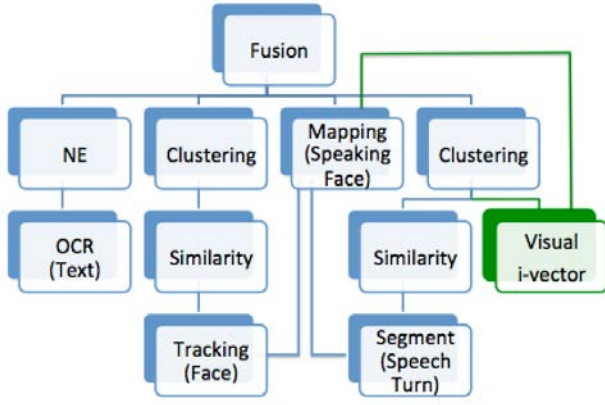 Fusion
NE
Clustering
Mapping
(Speaking
Face)
Clustering
OCR
(Text)
Similarity
Similarity
Visual
i-vector
Tracking
(Face)
Segment
(Speech
Turn)